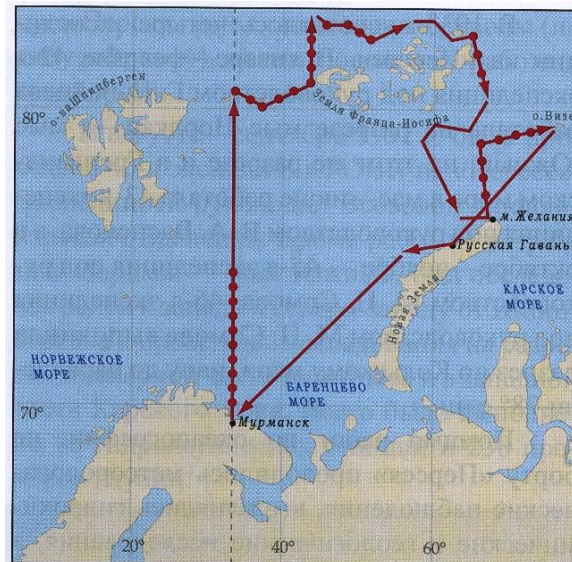 о-ва Шпицберген
80°
Земля Франца-Иосифа
о.Визе
м.Желания
Русская Гавань
КАРСКОЕ
МОРЕ
Новая Земля
НОРВЕЖСКОЕ
МОРЕ
БАРЕНЦЕВО
МОРЕ
70°
Мурманск
20°
40°
60°